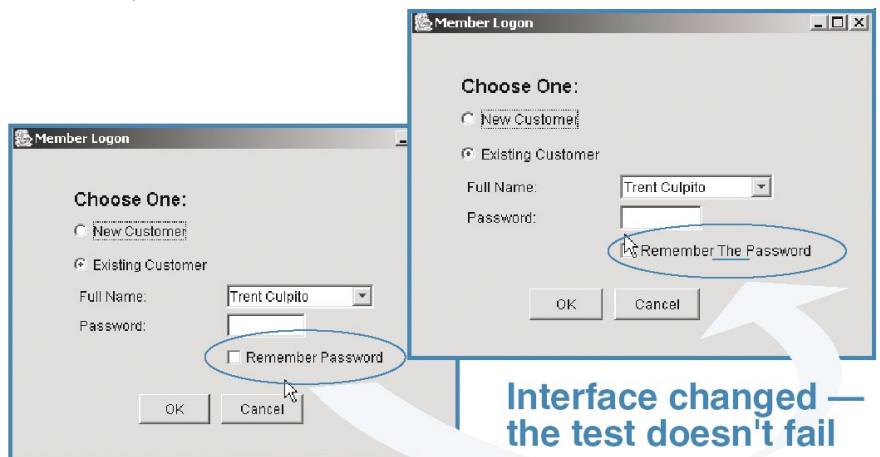 Member Logon
Choose One:
New Customer
Existing Customer
Full Name: Trent Culpito
Password:
Remember Password
OK Cancel
Member Logon
Choose One:
New Customer
Existing Customer
Full Name: Trent Culpito
Password:
Remember The Password
OK Cancel
Interface changed —
the test doesn't fail